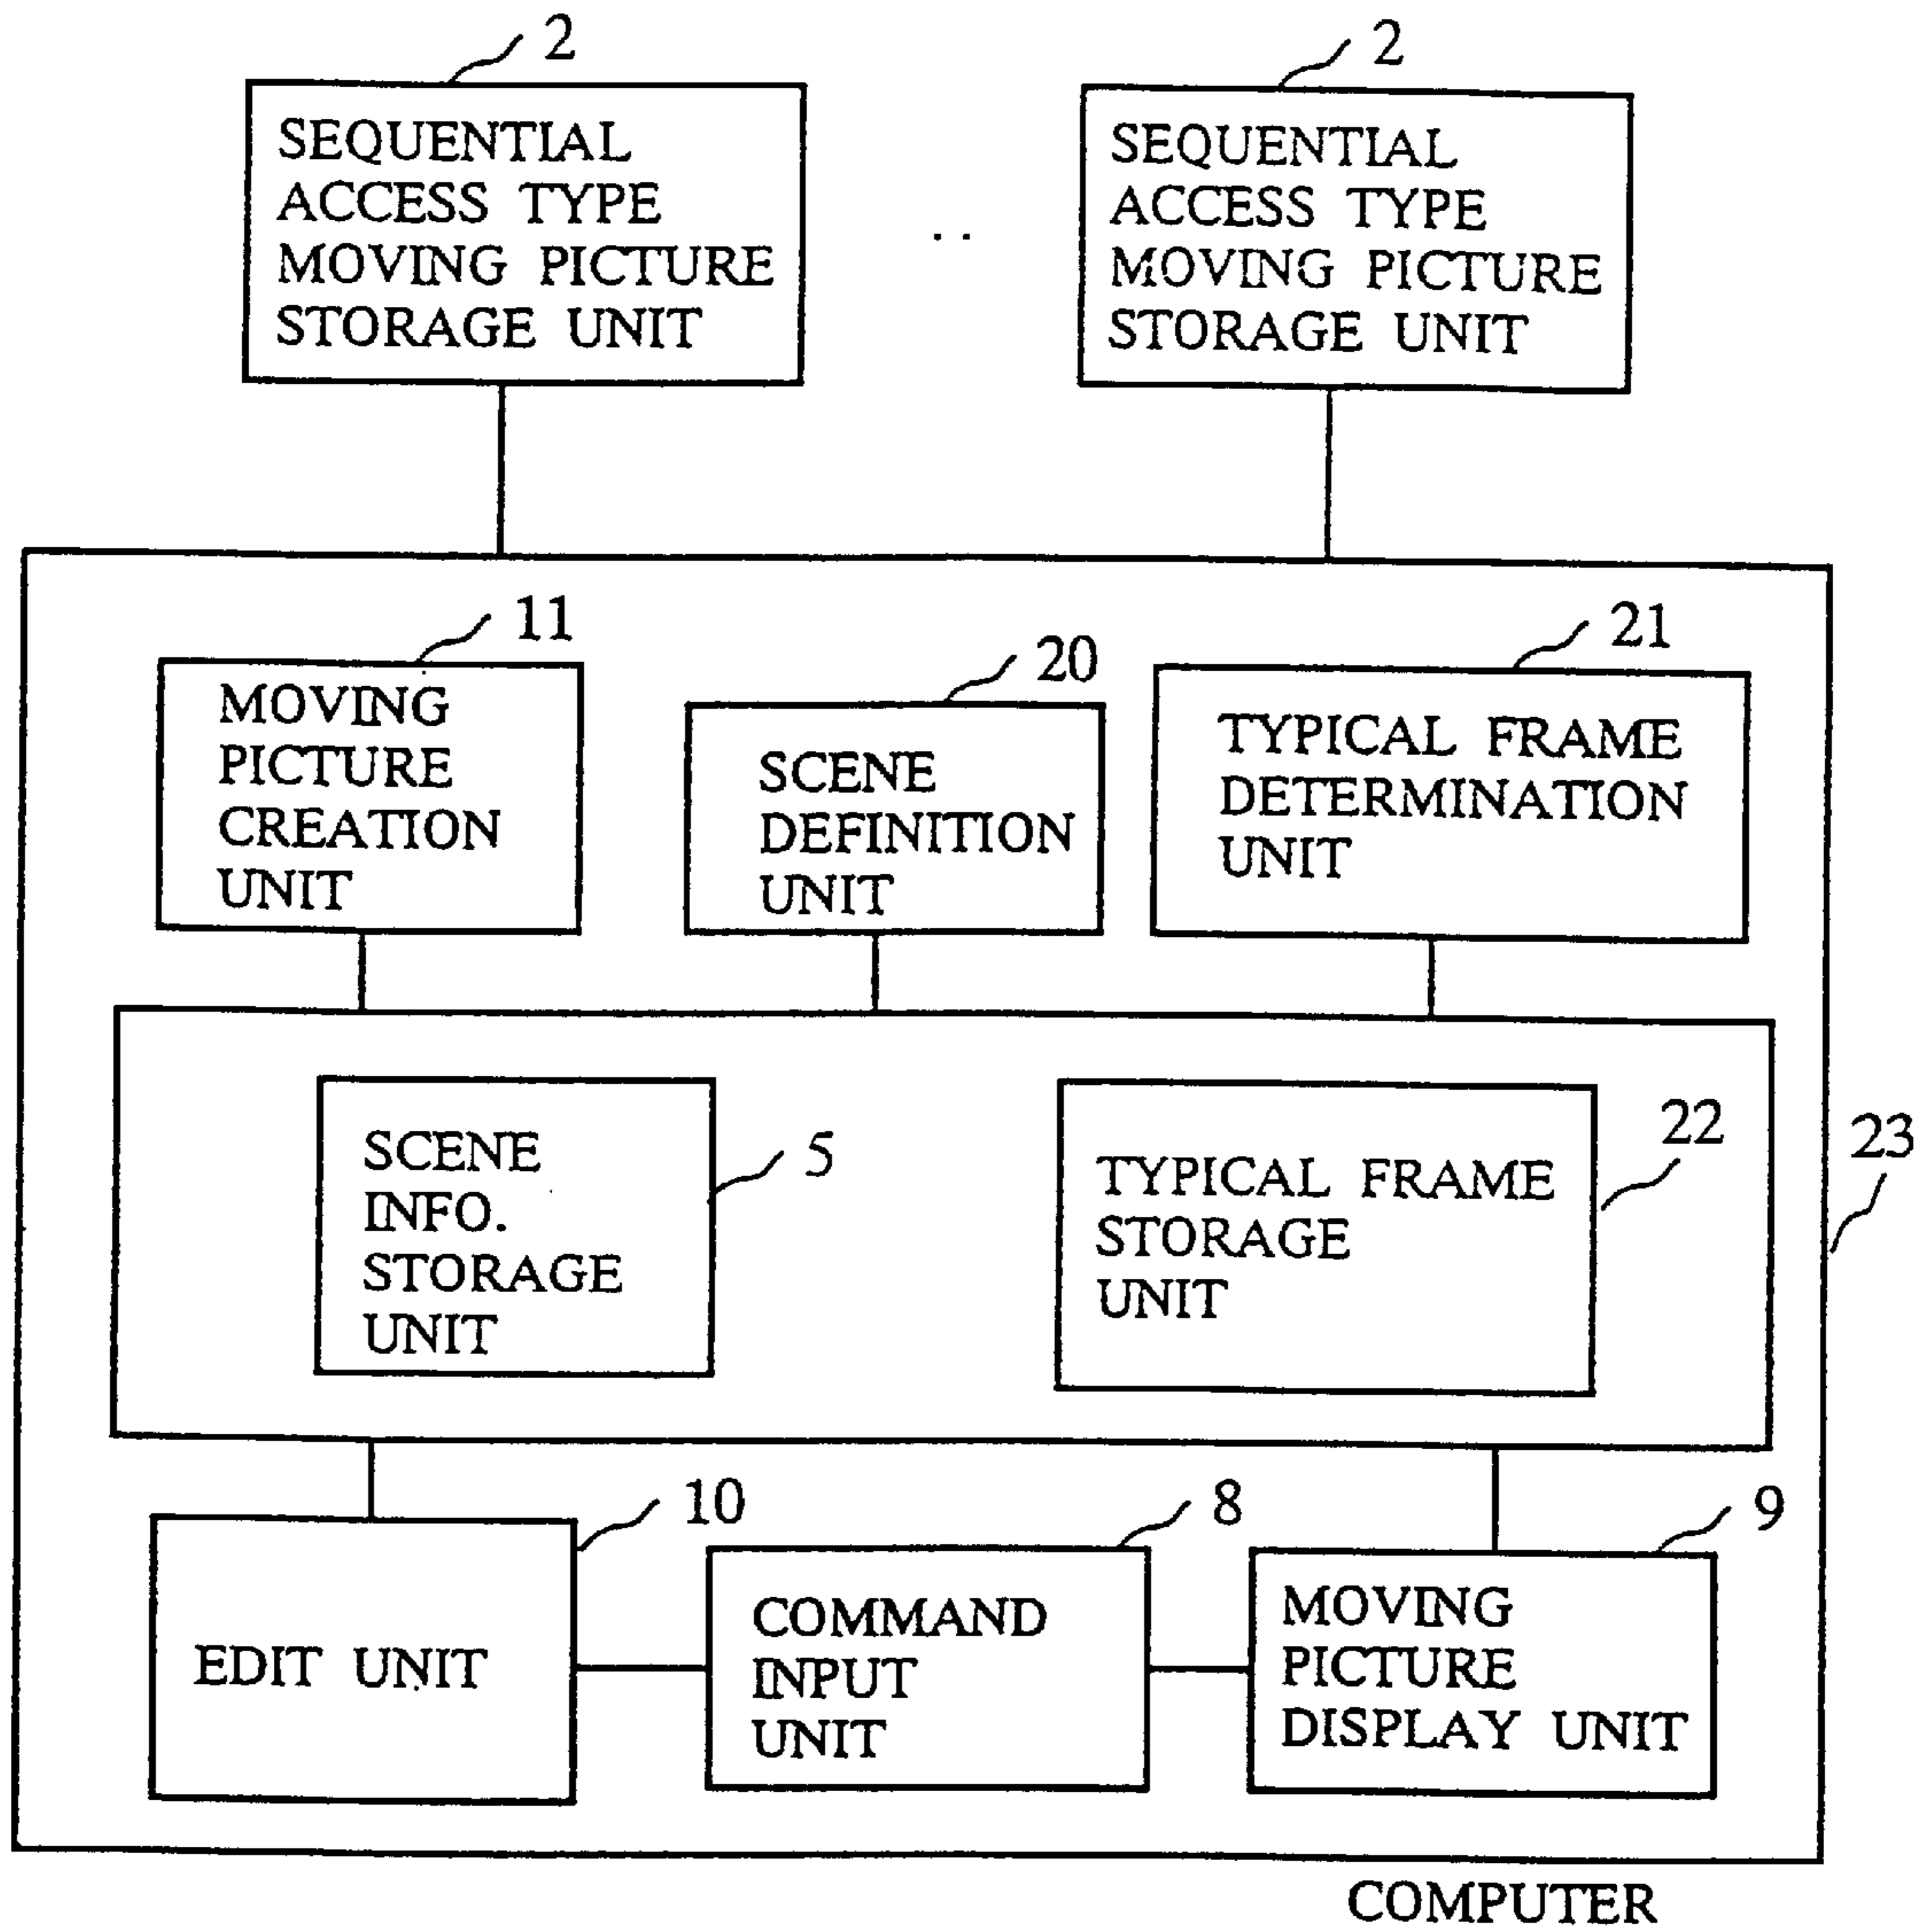 2
SEQUENTIAL
ACCESS TYPE
MOVING PICTURE
STORAGE UNIT
2
SEQUENTIAL
ACCESS TYPE
MOVING PICTURE
STORAGE UNIT
11
MOVING
PICTURE
CREATION
UNIT
20
SCENE
DEFINITION
UNIT
21
TYPICAL FRAME
DETERMINATION
UNIT
5
SCENE
INFO.
STORAGE
UNIT
22
TYPICAL FRAME
STORAGE
UNIT
23
10
EDIT UNIT
8
COMMAND
INPUT
UNIT
9
MOVING
PICTURE
DISPLAY UNIT
COMPUTER